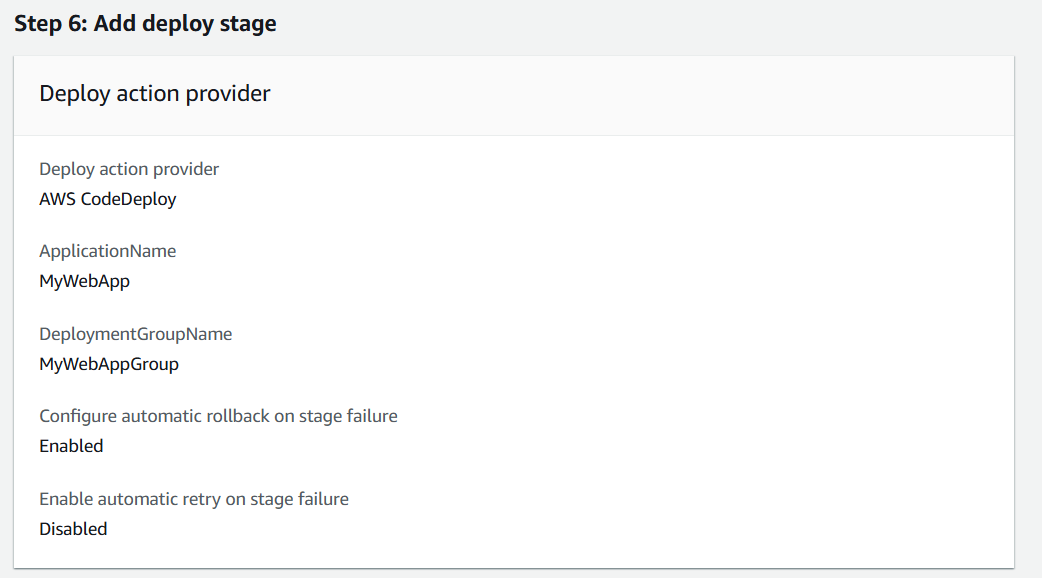 Step 6: Add deploy stage
Deploy action provider
Deploy action provider
AWS CodeDeploy
ApplicationName
MyWebApp
DeploymentGroupName
MyWebAppGroup
Configure automatic rollback on stage failure
Enabled
Enable automatic retry on stage failure
Disabled